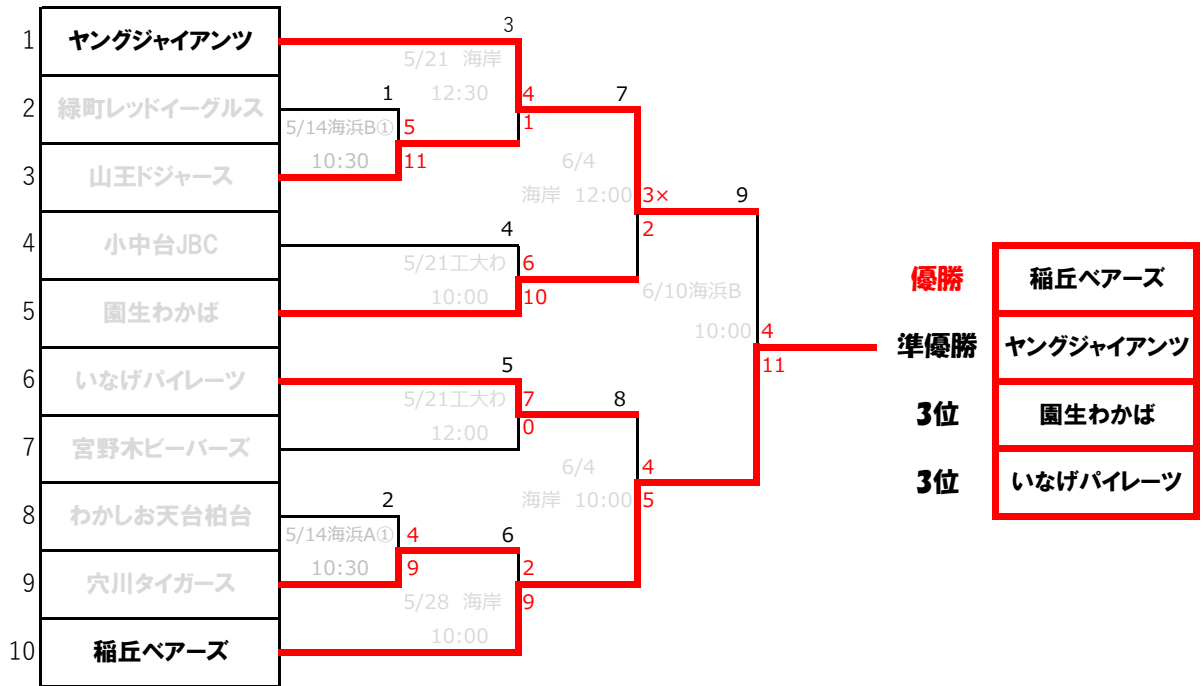 3
1 ヤングジャイアンツ
5/21 海岸
12:30
1
4
7
2 緑町レッドイーグルス
5/14海浜B①
5
1
10:30
11
3 山王ドジャース
6/4
海岸 12:00
3×
9
4
2
4 小中台JBC
5/21工大わ
6
10:00
10
6/10海浜B
5 園生わかば
10:00
4
11
5
6 いなげパイレーツ
5/21工大わ
7
8
12:00
0
7 宮野木ビーバーズ
6/4
4
海岸 10:00
5
2
8 わかしお天台柏台
5/14海浜A①
4
6
10:30
9
2
9 穴川タイガース
5/28 海岸
9
10:00
10 稲丘ベアーズ
優勝 稲丘ベアーズ
準優勝 ヤングジャイアンツ
3位 園生わかば
3位 いなげパイレーツ